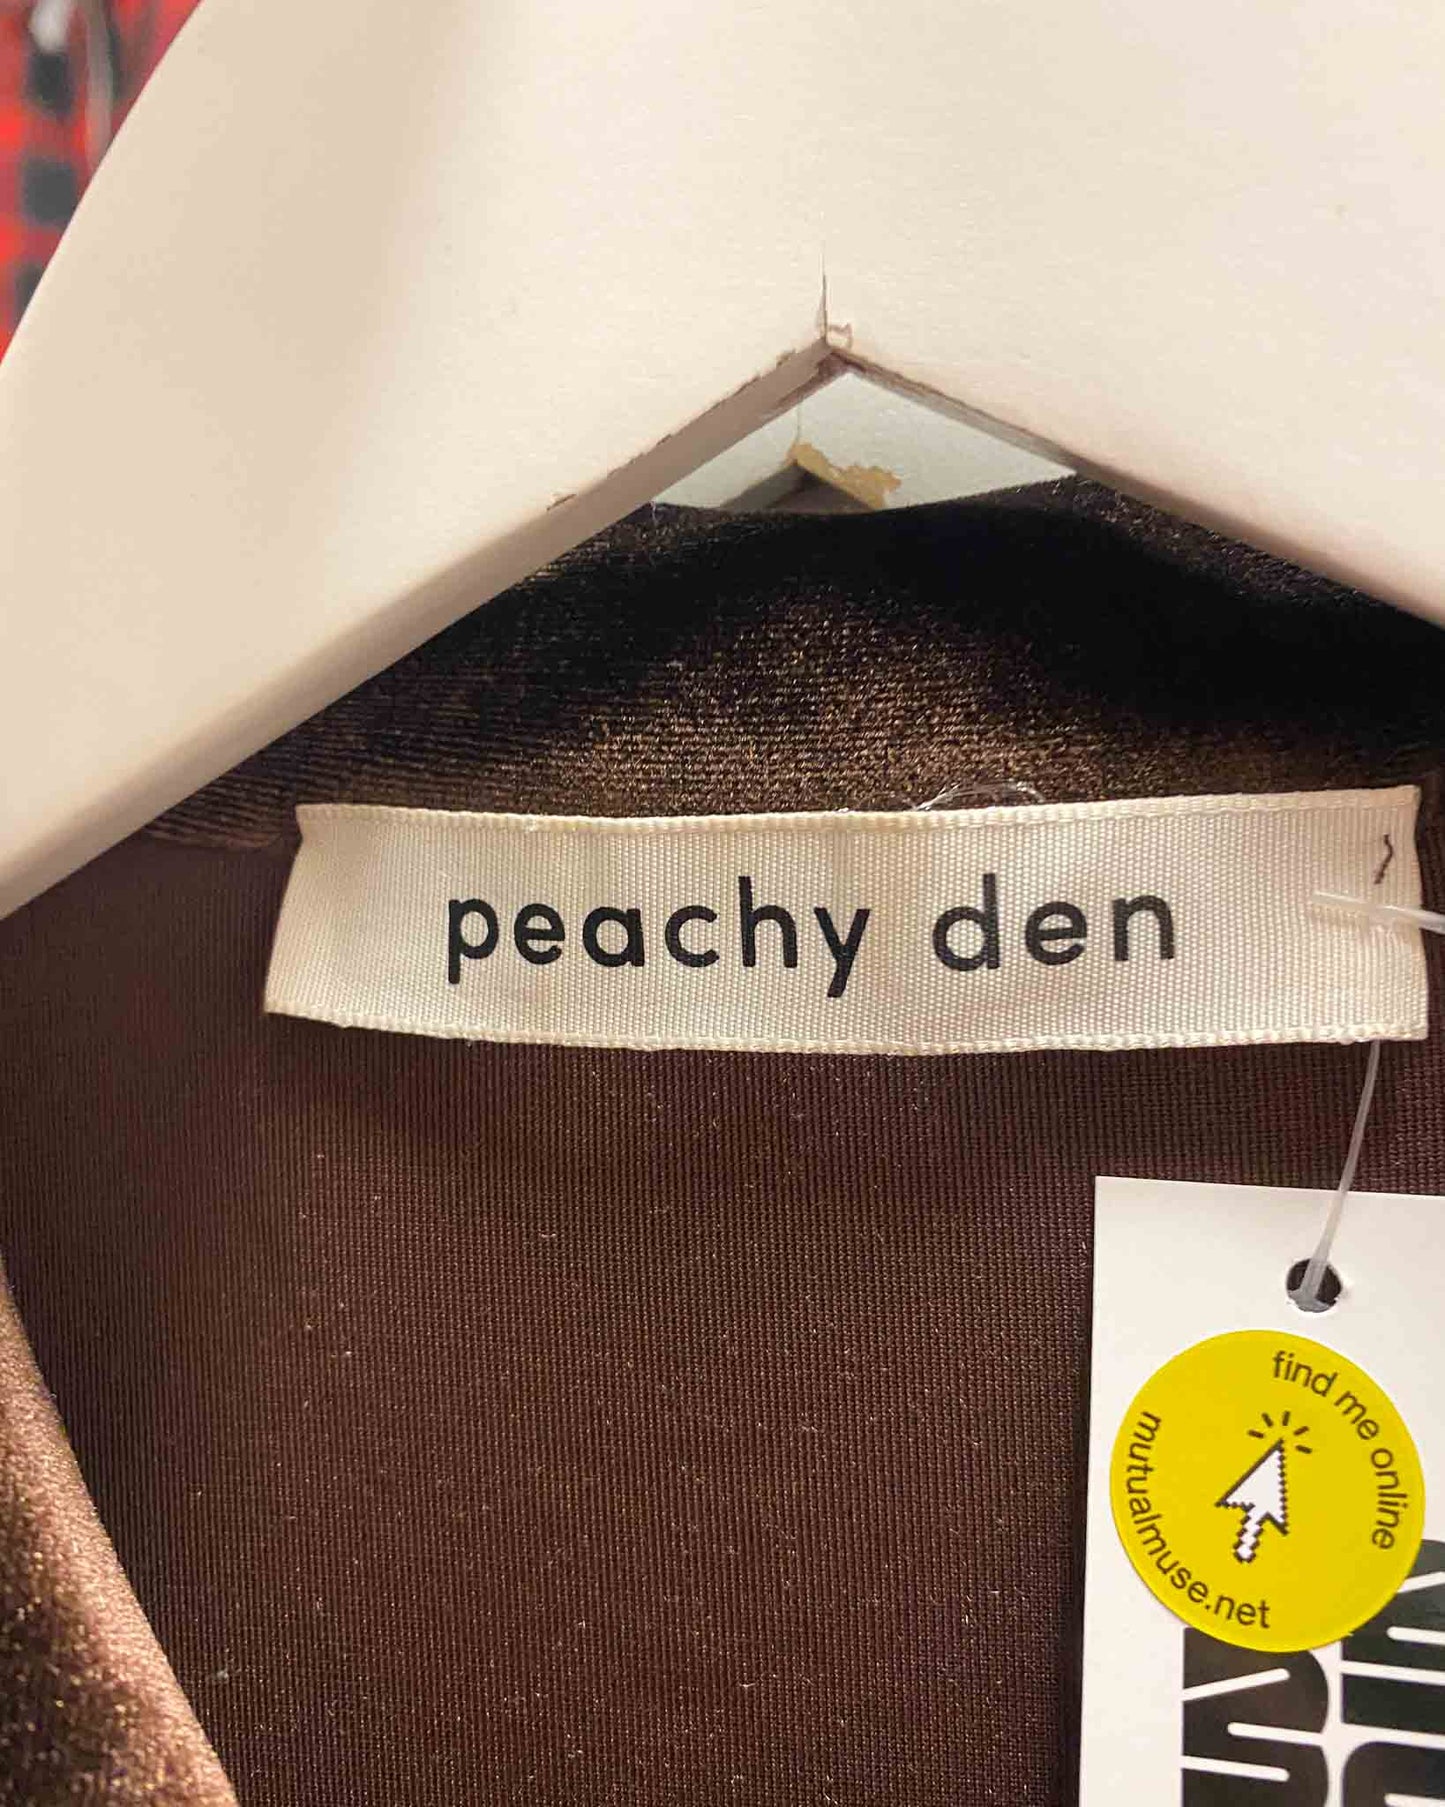 peachy den
find me online
mutualmuse.net